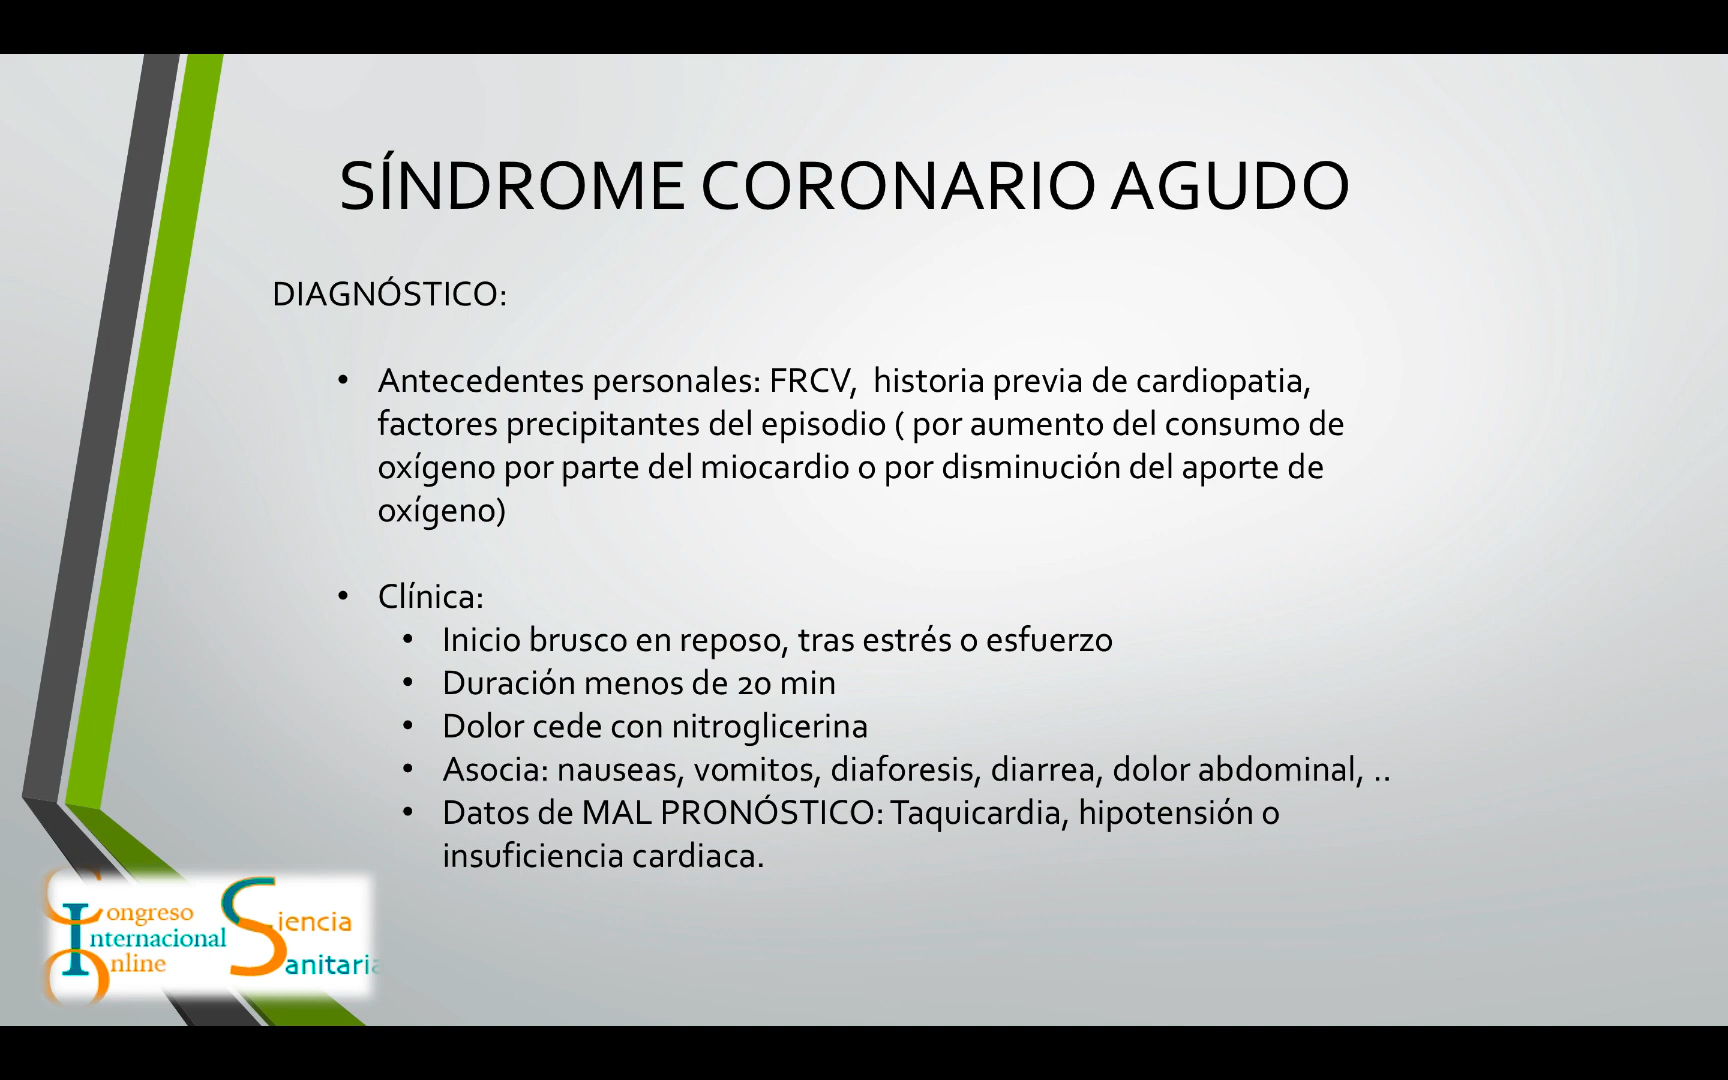 SÍNDROME CORONARIO AGUDO
DIAGNÓSTICO:
• Antecedentes personales: FRCV, historia previa de cardiopatia,
factores precipitantes del episodio ( por aumento del consumo de
oxígeno por parte del miocardio o por disminución del aporte de
oxígeno)
• Clínica:
• Inicio brusco en reposo, tras estrés o esfuerzo
• Duración menos de 20 min
• Dolor cede con nitroglicerina
• Asocia: nauseas, vomitos, diaforesis, diarrea, dolor abdominal, ..
• Datos de MAL PRONÓSTICO: Taquicardia, hipotensión o
insuficiencia cardiaca.
Congreso
Internacional
Online
Siencia
Sanitaria